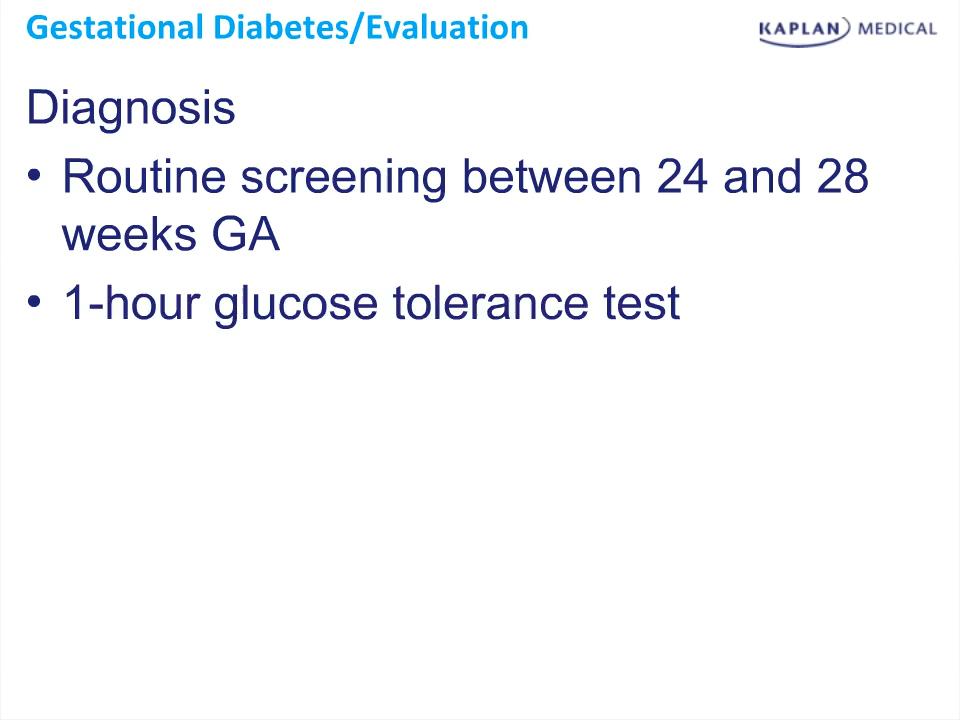 Gestational Diabetes/Evaluation
KAPLAN MEDICAL
Diagnosis
• Routine screening between 24 and 28
weeks GA
• 1-hour glucose tolerance test